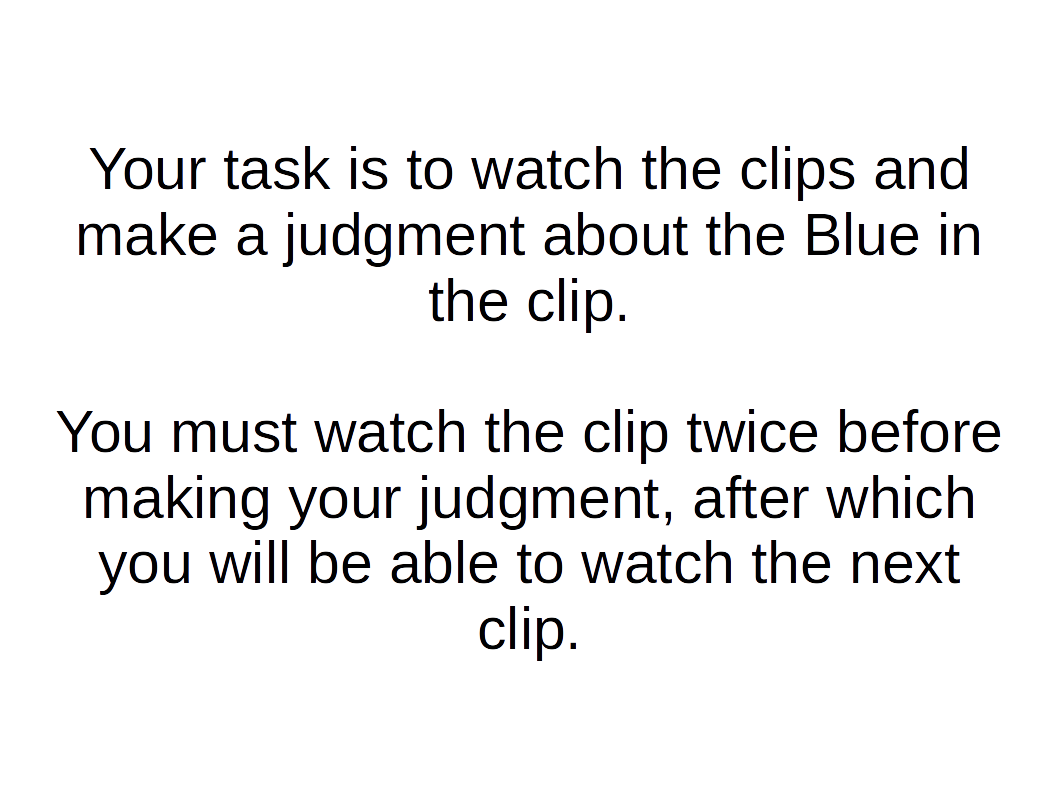 Your task is to watch the clips and
make a judgment about the Blue in
the clip.
You must watch the clip twice before
making your judgment, after which
you will be able to watch the next
clip.